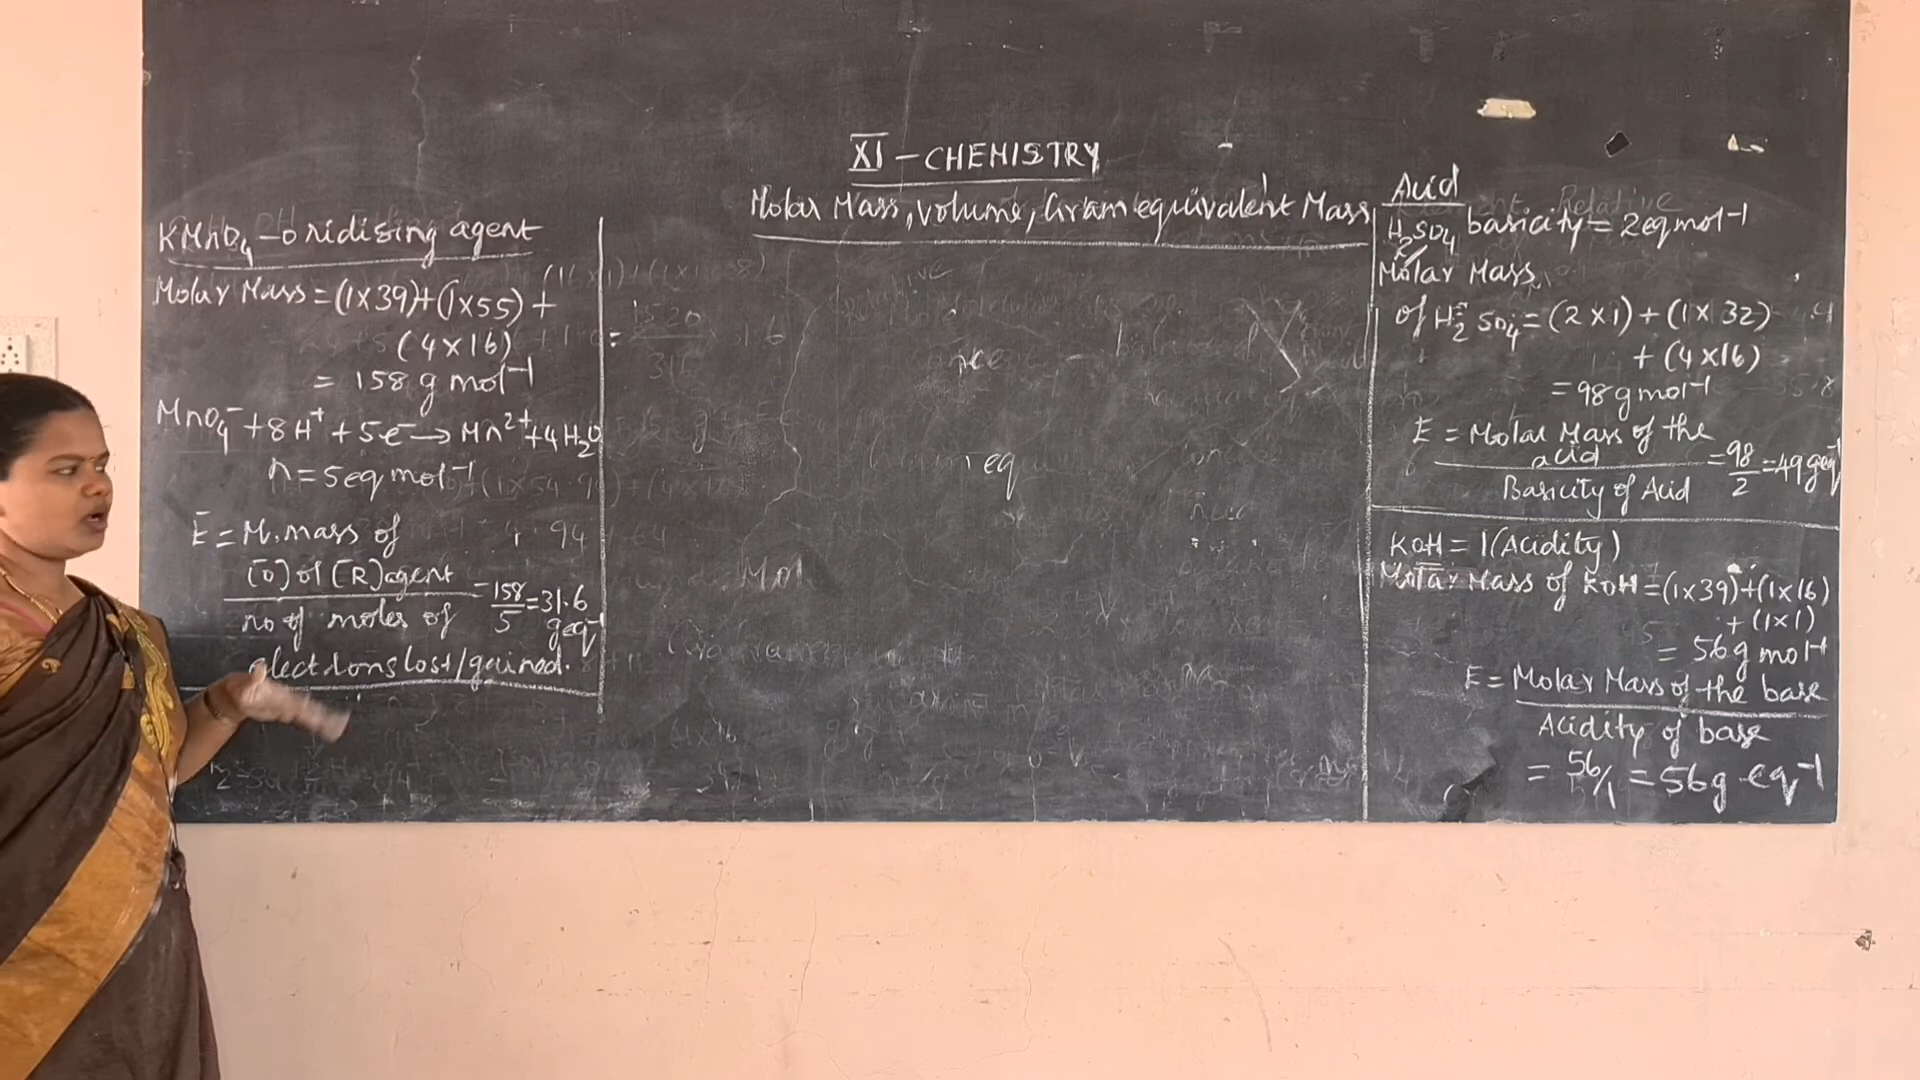 XI - CHEMISTRY
Molar Mass, volume, Gram equivalent Mass
KMnO₄ - Oxidising agent
Molar Mass = (1×39)+(1×55)+
(4×16)
= 158 g mol⁻¹
MnO₄⁻ + 8H⁺ + 5e⁻ → Mn²⁺ + 4H₂O
n = 5 eq mol⁻¹
E = M. mass of
(O) of (R) agent
no of moles of
electrons lost/gained.
= 158/5 = 31.6 g eq⁻¹
Acid
H₂SO₄ basicity = 2 eq mol⁻¹
Molar Mass
of H₂SO₄ = (2×1) + (1×32)
+ (4×16)
= 98 g mol⁻¹
E = Molar Mass of the
acid
Basicity of Acid
= 98/2 = 49 g eq⁻¹
KOH = 1 (Acidity)
Molar Mass of KOH = (1×39)+(1×16)
+ (1×1)
= 56 g mol⁻¹
E = Molar Mass of the base
Acidity of base
= 56/1 = 56 g eq⁻¹